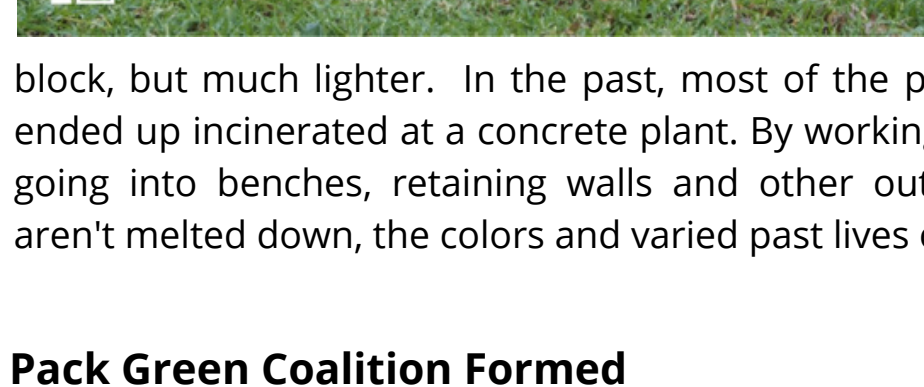 block, but much lighter.  In the past, most of the
ended up incinerated at a concrete plant. By
going into benches, retaining walls and other
aren't melted down, the colors and varied past lives
Pack Green Coalition Formed